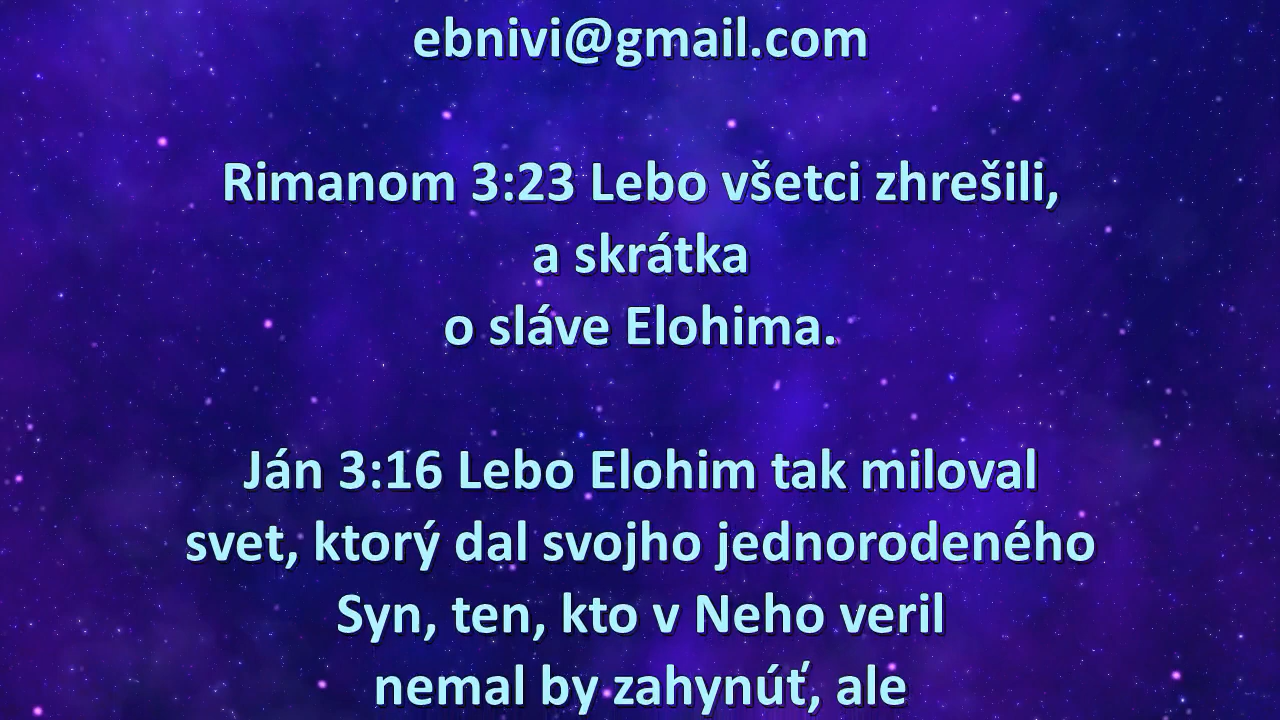 ebnivi@gmail.com
Rimanom 3:23 Lebo všetci zhrešili,
a skrátka
o sláve Elohima.
Ján 3:16 Lebo Elohim tak miloval
svet, ktorý dal svojho jednorodeného
Syn, ten, kto v Neho veril
nemal by zahynúť, ale